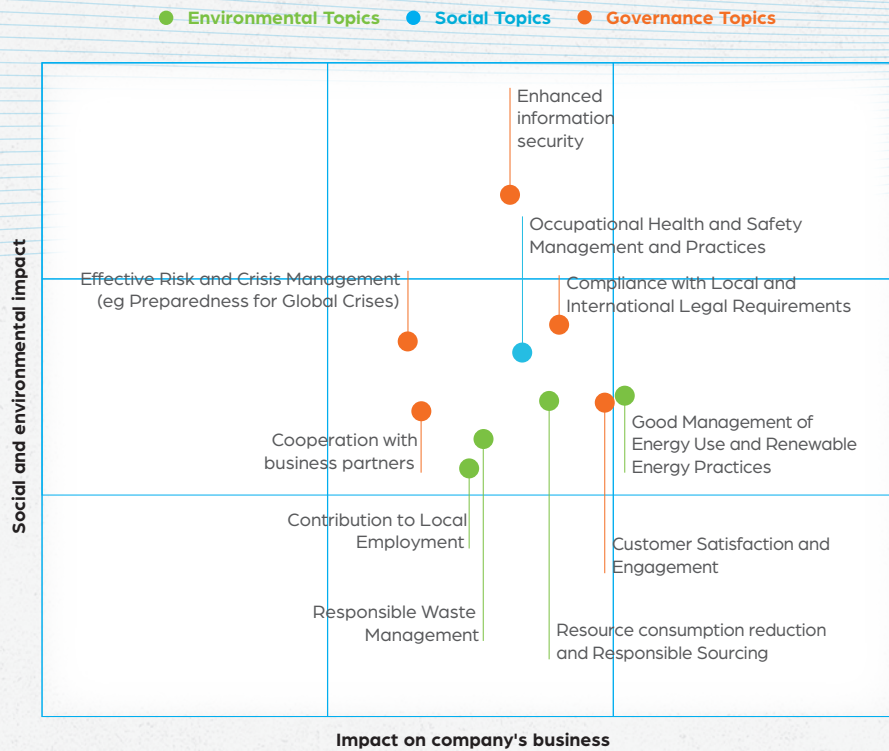 Environmental Topics
Social Topics
Governance Topics
Enhanced
information
security
Occupational Health and Safety
Management and Practices
Effective Risk and Crisis Management
(eg Preparedness for Global Crises)
Compliance with Local and
International Legal Requirements
Good Management of
Energy Use and Renewable
Energy Practices
Cooperation with
business partners
Contribution to Local
Employment
Customer Satisfaction and
Engagement
Responsible Waste
Management
Resource consumption reduction
and Responsible Sourcing
Social and environmental impact
Impact on company's business